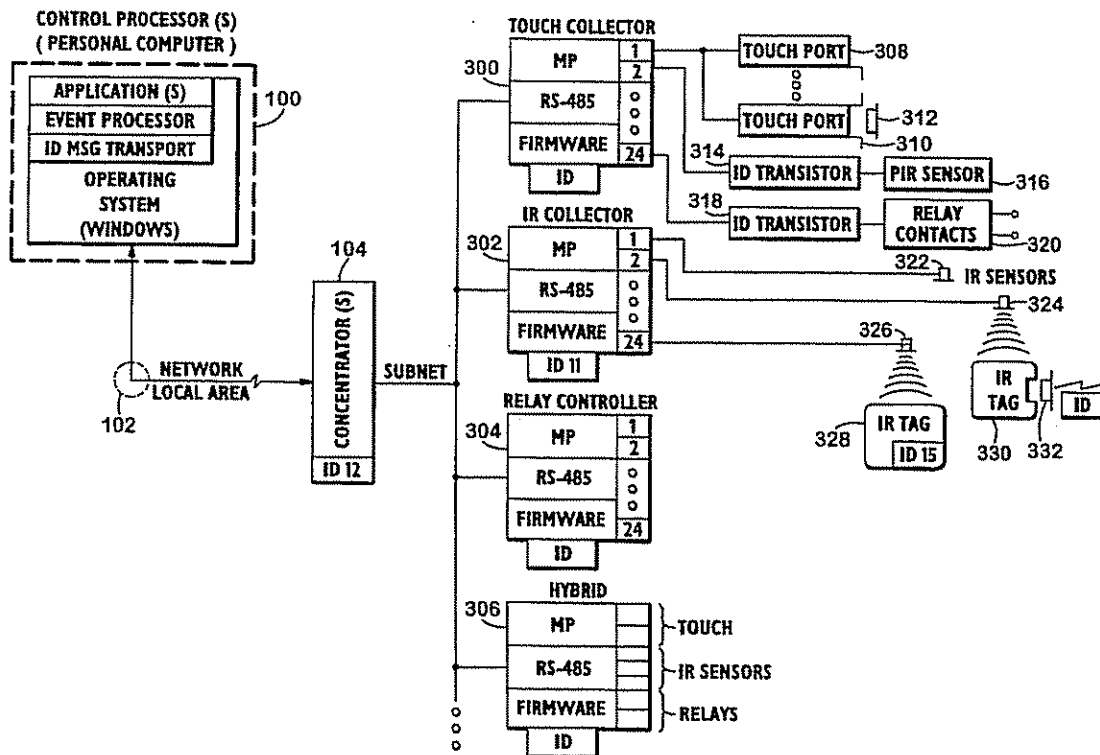 CONTROL PROCESSOR (S)
( PERSONAL COMPUTER )
APPLICATION (S)
EVENT PROCESSOR
ID MSG TRANSPORT
OPERATING
SYSTEM
(WINDOWS)
100
102
NETWORK
LOCAL AREA
104
CONCENTRATOR (S)
ID 12
SUBNET
TOUCH COLLECTOR
300
MP
RS-485
FIRMWARE
ID
1
2
24
TOUCH PORT
308
TOUCH PORT
312
310
314
ID TRANSISTOR
PIR SENSOR
316
318
ID TRANSISTOR
RELAY
CONTACTS
320
IR COLLECTOR
302
MP
RS-485
FIRMWARE
ID 11
1
2
24
322
IR SENSORS
324
326
IR TAG
ID 15
328
IR
TAG
330
332
ID
RELAY CONTROLLER
304
MP
RS-485
FIRMWARE
ID
1
2
24
HYBRID
306
MP
RS-485
FIRMWARE
ID
TOUCH
IR SENSORS
RELAYS